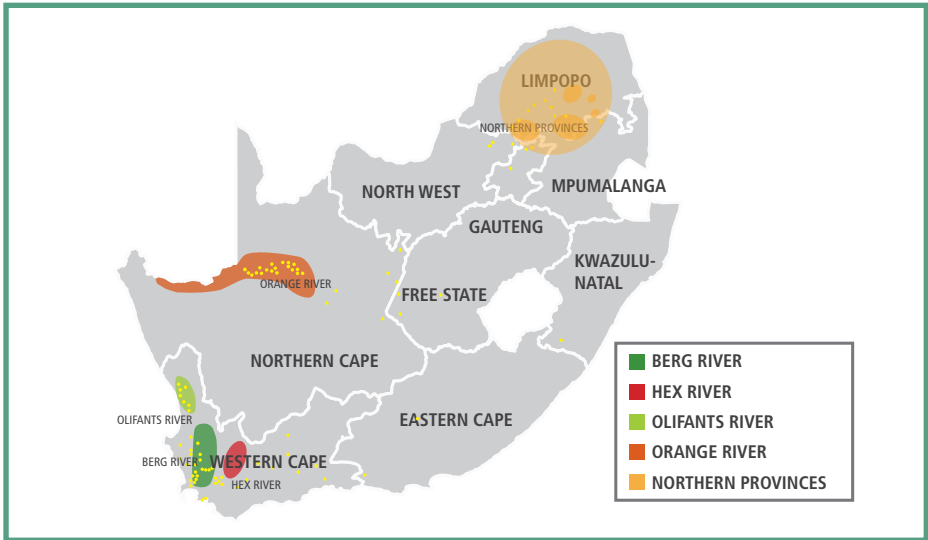 LIMPOPO
NORTHERN PROVINCES
NORTH WEST
MPUMALANGA
GAUTENG
KWAZULU-
NATAL
ORANGE RIVER
FREE STATE
NORTHERN CAPE
EASTERN CAPE
OLIFANTS RIVER
BERG RIVER
WESTERN CAPE
HEX RIVER
BERG RIVER
HEX RIVER
OLIFANTS RIVER
ORANGE RIVER
NORTHERN PROVINCES